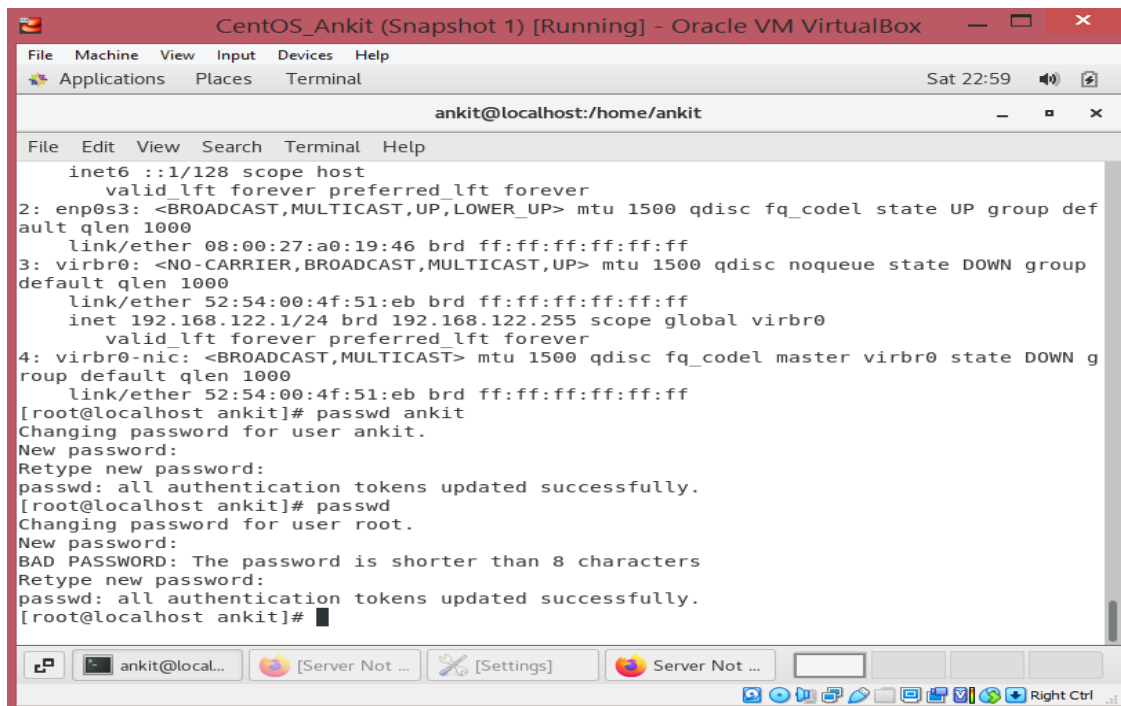 CentOS_Ankit (Snapshot 1) [Running] - Oracle VM VirtualBox
File Machine View Input Devices Help
Applications Places Terminal Sat 22:59
ankit@localhost:/home/ankit
File Edit View Search Terminal Help
inet6 ::1/128 scope host
valid_lft forever preferred_lft forever
2: enp0s3: <BROADCAST,MULTICAST,UP,LOWER_UP> mtu 1500 qdisc fq_codel state UP group def
ault qlen 1000
link/ether 08:00:27:a0:19:46 brd ff:ff:ff:ff:ff:ff
3: virbr0: <NO-CARRIER,BROADCAST,MULTICAST,UP> mtu 1500 qdisc noqueue state DOWN group
default qlen 1000
link/ether 52:54:00:4f:51:eb brd ff:ff:ff:ff:ff:ff
inet 192.168.122.1/24 brd 192.168.122.255 scope global virbr0
valid_lft forever preferred_lft forever
4: virbr0-nic: <BROADCAST,MULTICAST> mtu 1500 qdisc fq_codel master virbr0 state DOWN g
roup default qlen 1000
link/ether 52:54:00:4f:51:eb brd ff:ff:ff:ff:ff:ff
[root@localhost ankit]# passwd ankit
Changing password for user ankit.
New password:
Retype new password:
passwd: all authentication tokens updated successfully.
[root@localhost ankit]# passwd
Changing password for user root.
New password:
BAD PASSWORD: The password is shorter than 8 characters
Retype new password:
passwd: all authentication tokens updated successfully.
[root@localhost ankit]#
ankit@local... [Server Not ... [Settings] Server Not ...
Right Ctrl